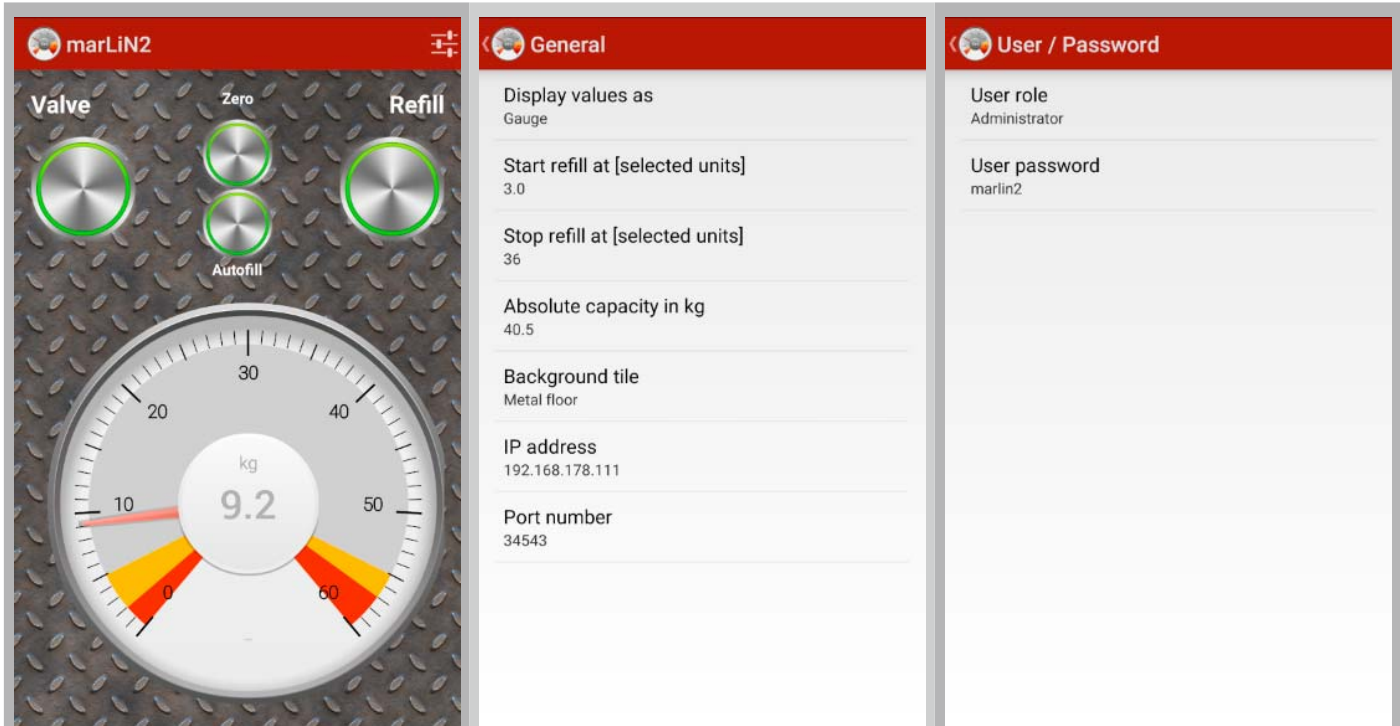 marLiN2
Valve
Zero
Refill
Autofill
30
20
40
kg
9.2
10
50
0
60
General
Display values as
Gauge
Start refill at [selected units]
3.0
Stop refill at [selected units]
36
Absolute capacity in kg
40.5
Background tile
Metal floor
IP address
192.168.178.111
Port number
34543
User / Password
User role
Administrator
User password
marlin2